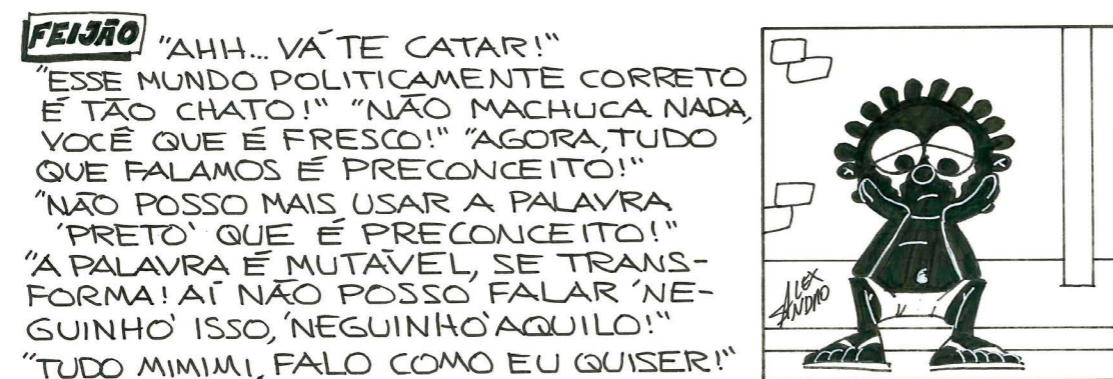 FEIJÃO "AHH... VÁ TE CATAR!"
"ESSE MUNDO POLITICAMENTE CORRETO
É TÃO CHATO!" "NÃO MACHUCA NADA,
VOCÊ QUE É FRESCO!" "AGORA, TUDO
QUE FALAMOS É PRECONCEITO!"
"NÃO POSSO MAIS USAR A PALAVRA
'PRETO' QUE É PRECONCEITO!"
"A PALAVRA É MUTÁVEL, SE TRANS-
FORMA! AÍ NÃO POSSO FALAR 'NE-
GUINHO' ISSO, 'NEGUINHO' AQUILO!"
"TUDO MIMIMI, FALO COMO EU QUISER!"
ALEX
SANDRO